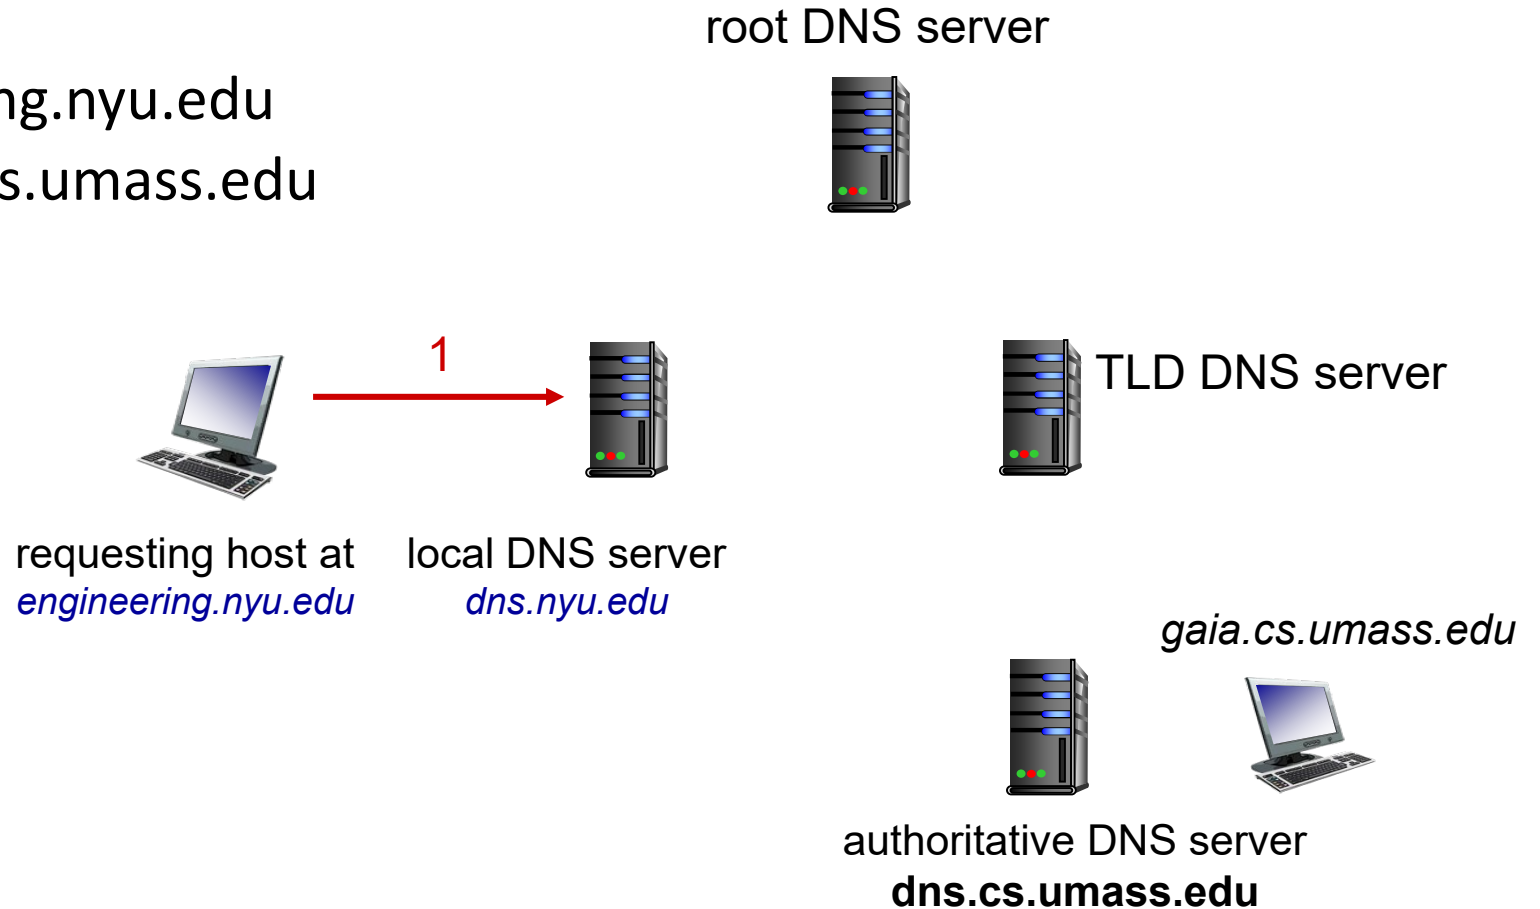 root DNS server
ng.nyu.edu
s.umass.edu
1
TLD DNS server
requesting host at
engineering.nyu.edu
local DNS server
dns.nyu.edu
gaia.cs.umass.edu
authoritative DNS server
dns.cs.umass.edu